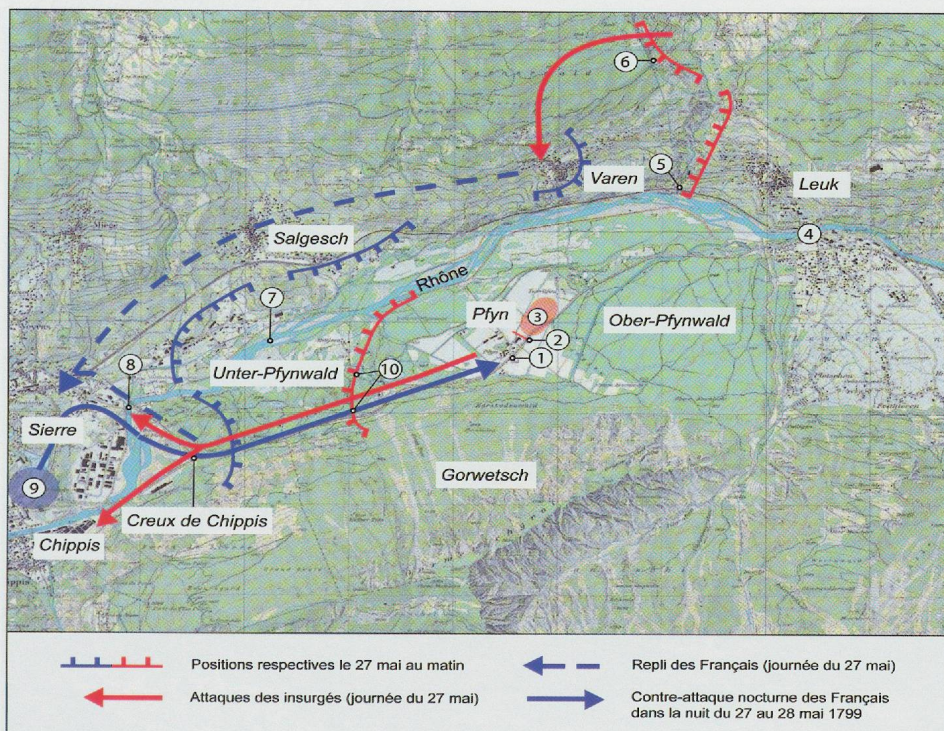 6
Varen
5
Leuk
4
Salgesch
Rhône
7
Pfyn
3
Ober-Pfynwald
2
1
8
Unter-Pfynwald
10
Sierre
Gorwetsch
9
Creux de Chippis
Chippis
Positions respectives le 27 mai au matin
Repli des Français (journée du 27 mai)
Attaques des insurgés (journée du 27 mai)
Contre-attaque nocturne des Français
dans la nuit du 27 au 28 mai 1799